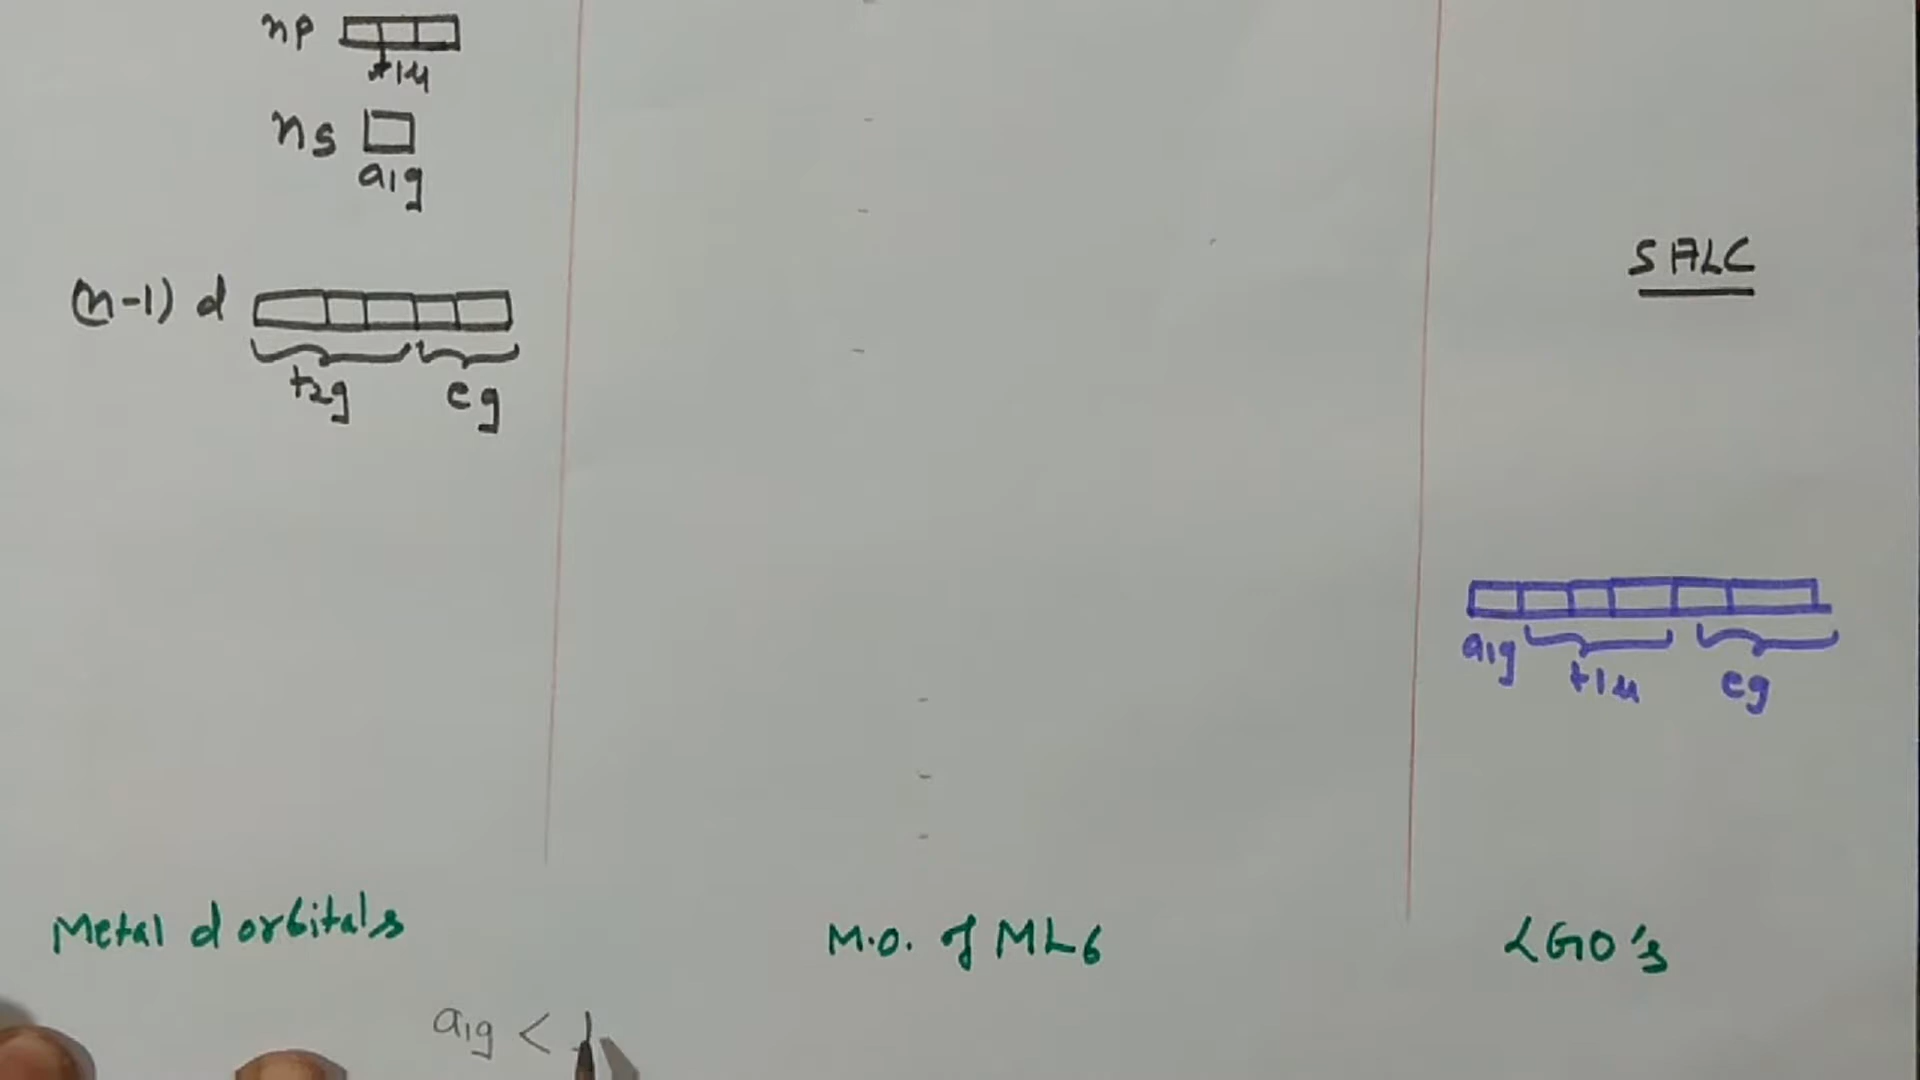 np
t1u
ns
a1g
(n-1) d
t2g eg
SALC
a1g t1u eg
Metal d orbitals
M.O. of ML6
LGO's
a1g <